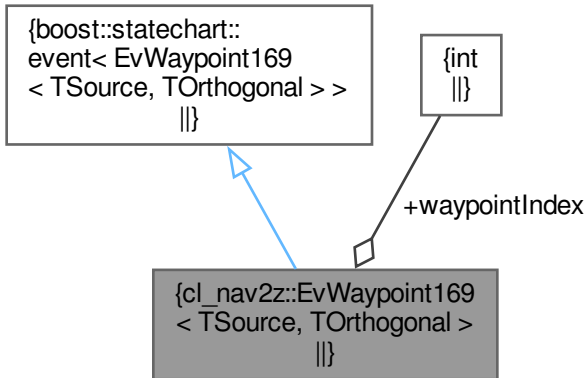 {boost::statechart::
event< EvWaypoint169
< TSource, TOrthogonal > >
||}
{int
||}
+waypointIndex
{cl_nav2z::EvWaypoint169
< TSource, TOrthogonal >
||}